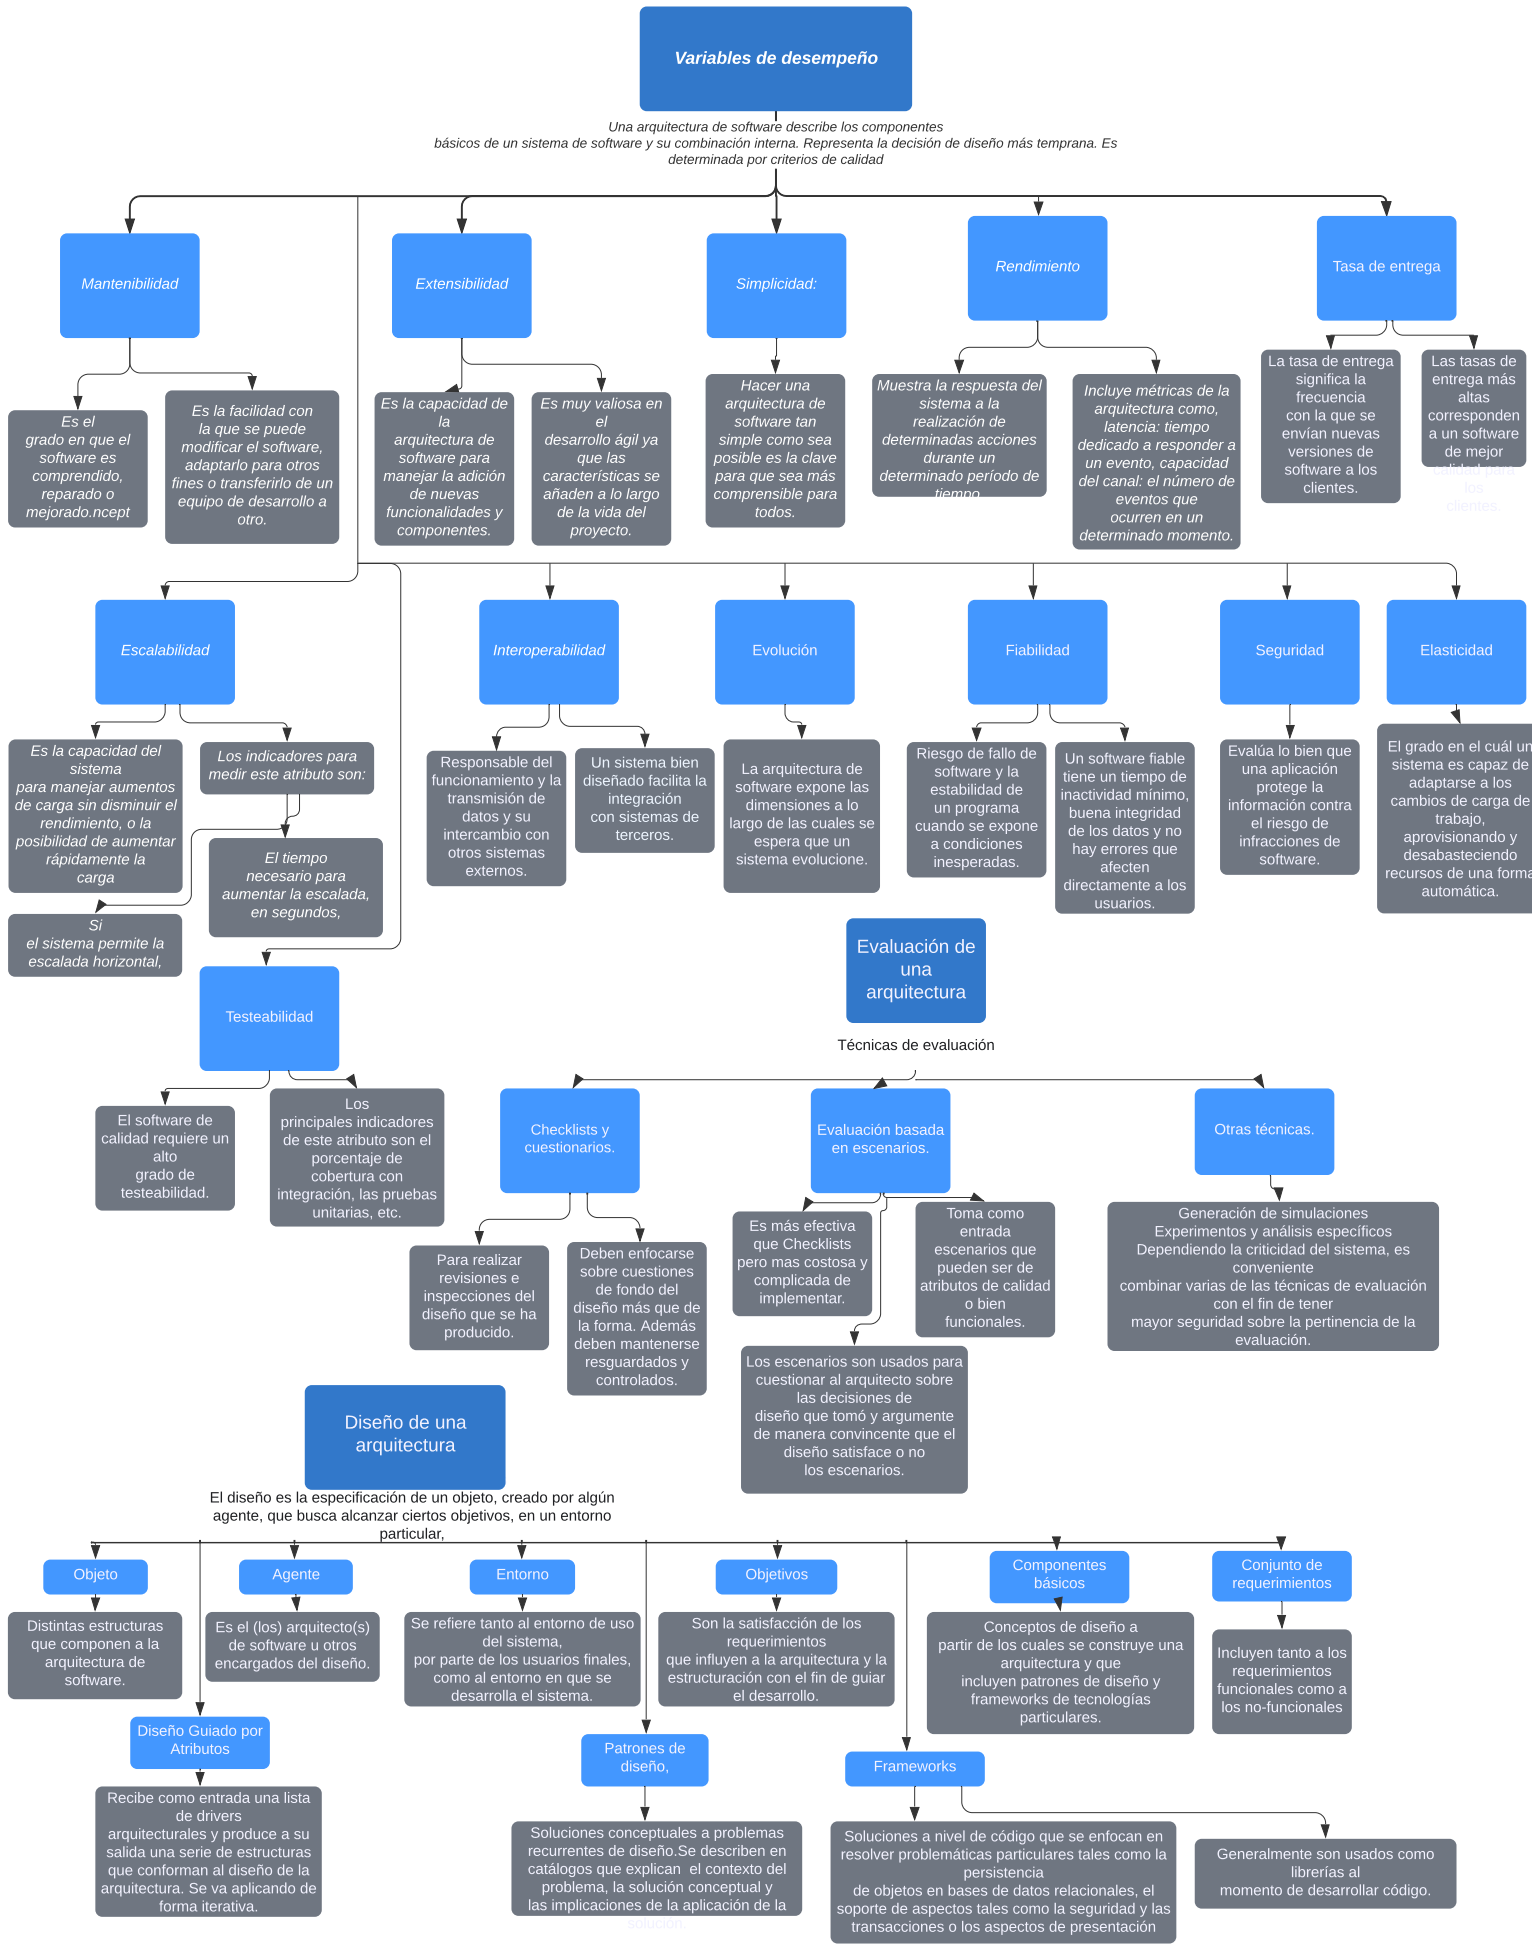 Variables de desempeño
Una arquitectura de software describe los componentes
básicos de un sistema de software y su combinación interna. Representa la decisión de diseño más temprana. Es
determinada por criterios de calidad
Mantenibilidad
Extensibilidad
Simplicidad:
Rendimiento
Tasa de entrega
Es el
grado en que el
software es
comprendido,
reparado o
mejorado.ncept
Es la facilidad con
la que se puede
modificar el software,
adaptarlo para otros
fines o transferirlo de un
equipo de desarrollo a
otro.
Es la capacidad de
la
arquitectura de
software para
manejar la adición
de nuevas
funcionalidades y
componentes.
Es muy valiosa en
el
desarrollo ágil ya
que las
características se
añaden a lo largo
de la vida del
proyecto.
Hacer una
arquitectura de
software tan
simple como sea
posible es la clave
para que sea más
comprensible para
todos.
Muestra la respuesta del
sistema a la
realización de
determinadas acciones
durante un
determinado período de
tiempo.
Incluye métricas de la
arquitectura como,
latencia: tiempo
dedicado a responder a
un evento, capacidad
del canal: el número de
eventos que
ocurren en un
determinado momento.
La tasa de entrega
significa la
frecuencia
con la que se
envían nuevas
versiones de
software a los
clientes.
Las tasas de
entrega más
altas
corresponden
a un software
de mejor
calidad para
los
clientes.
Escalabilidad
Interoperabilidad
Evolución
Fiabilidad
Seguridad
Elasticidad
Es la capacidad del
sistema
para manejar aumentos
de carga sin disminuir el
rendimiento, o la
posibilidad de aumentar
rápidamente la
carga
Los indicadores para
medir este atributo son:
El tiempo
necesario para
aumentar la escalada,
en segundos,
Si
el sistema permite la
escalada horizontal,
Responsable del
funcionamiento y la
transmisión de
datos y su
intercambio con
otros sistemas
externos.
Un sistema bien
diseñado facilita la
integración
con sistemas de
terceros.
La arquitectura de
software expone las
dimensiones a lo
largo de las cuales se
espera que un
sistema evolucione.
Riesgo de fallo de
software y la
estabilidad de
un programa
cuando se expone
a condiciones
inesperadas.
Un software fiable
tiene un tiempo de
inactividad mínimo,
buena integridad
de los datos y no
hay errores que
afecten
directamente a los
usuarios.
Evalúa lo bien que
una aplicación
protege la
información contra
el riesgo de
infracciones de
software.
El grado en el cuál un
sistema es capaz de
adaptarse a los
cambios de carga de
trabajo,
aprovisionando y
desabasteciendo
recursos de una forma
automática.
Testeabilidad
El software de
calidad requiere un
alto
grado de
testeabilidad.
Los
principales indicadores
de este atributo son el
porcentaje de
cobertura con
integración, las pruebas
unitarias, etc.
Evaluación de
una
arquitectura
Técnicas de evaluación
Checklists y
cuestionarios.
Evaluación basada
en escenarios.
Otras técnicas.
Para realizar
revisiones e
inspecciones del
diseño que se ha
producido.
Deben enfocarse
sobre cuestiones
de fondo del
diseño más que de
la forma. Además
deben mantenerse
resguardados y
controlados.
Es más efectiva
que Checklists
pero mas costosa y
complicada de
implementar.
Toma como
entrada
escenarios que
pueden ser de
atributos de calidad
o bien
funcionales.
Los escenarios son usados para
cuestionar al arquitecto sobre
las decisiones de
diseño que tomó y argumente
de manera convincente que el
diseño satisface o no
los escenarios.
Generación de simulaciones
Experimentos y análisis específicos
Dependiendo la criticidad del sistema, es
conveniente
combinar varias de las técnicas de evaluación
con el fin de tener
mayor seguridad sobre la pertinencia de la
evaluación.
Diseño de una
arquitectura
El diseño es la especificación de un objeto, creado por algún
agente, que busca alcanzar ciertos objetivos, en un entorno
particular,
Objeto
Agente
Entorno
Objetivos
Componentes
básicos
Conjunto de
requerimientos
Distintas estructuras
que componen a la
arquitectura de
software.
Es el (los) arquitecto(s)
de software u otros
encargados del diseño.
Se refiere tanto al entorno de uso
del sistema,
por parte de los usuarios finales,
como al entorno en que se
desarrolla el sistema.
Son la satisfacción de los
requerimientos
que influyen a la arquitectura y la
estructuración con el fin de guiar
el desarrollo.
Conceptos de diseño a
partir de los cuales se construye una
arquitectura y que
incluyen patrones de diseño y
frameworks de tecnologías
particulares.
Incluyen tanto a los
requerimientos
funcionales como a
los no-funcionales
Diseño Guiado por
Atributos
Patrones de
diseño,
Frameworks
Recibe como entrada una lista
de drivers
arquitecturales y produce a su
salida una serie de estructuras
que conforman al diseño de la
arquitectura. Se va aplicando de
forma iterativa.
Soluciones conceptuales a problemas
recurrentes de diseño.Se describen en
catálogos que explican  el contexto del
problema, la solución conceptual y
las implicaciones de la aplicación de la
solución.
Soluciones a nivel de código que se enfocan en
resolver problemáticas particulares tales como la
persistencia
de objetos en bases de datos relacionales, el
soporte de aspectos tales como la seguridad y las
transacciones o los aspectos de presentación
Generalmente son usados como
librerías al
momento de desarrollar código.